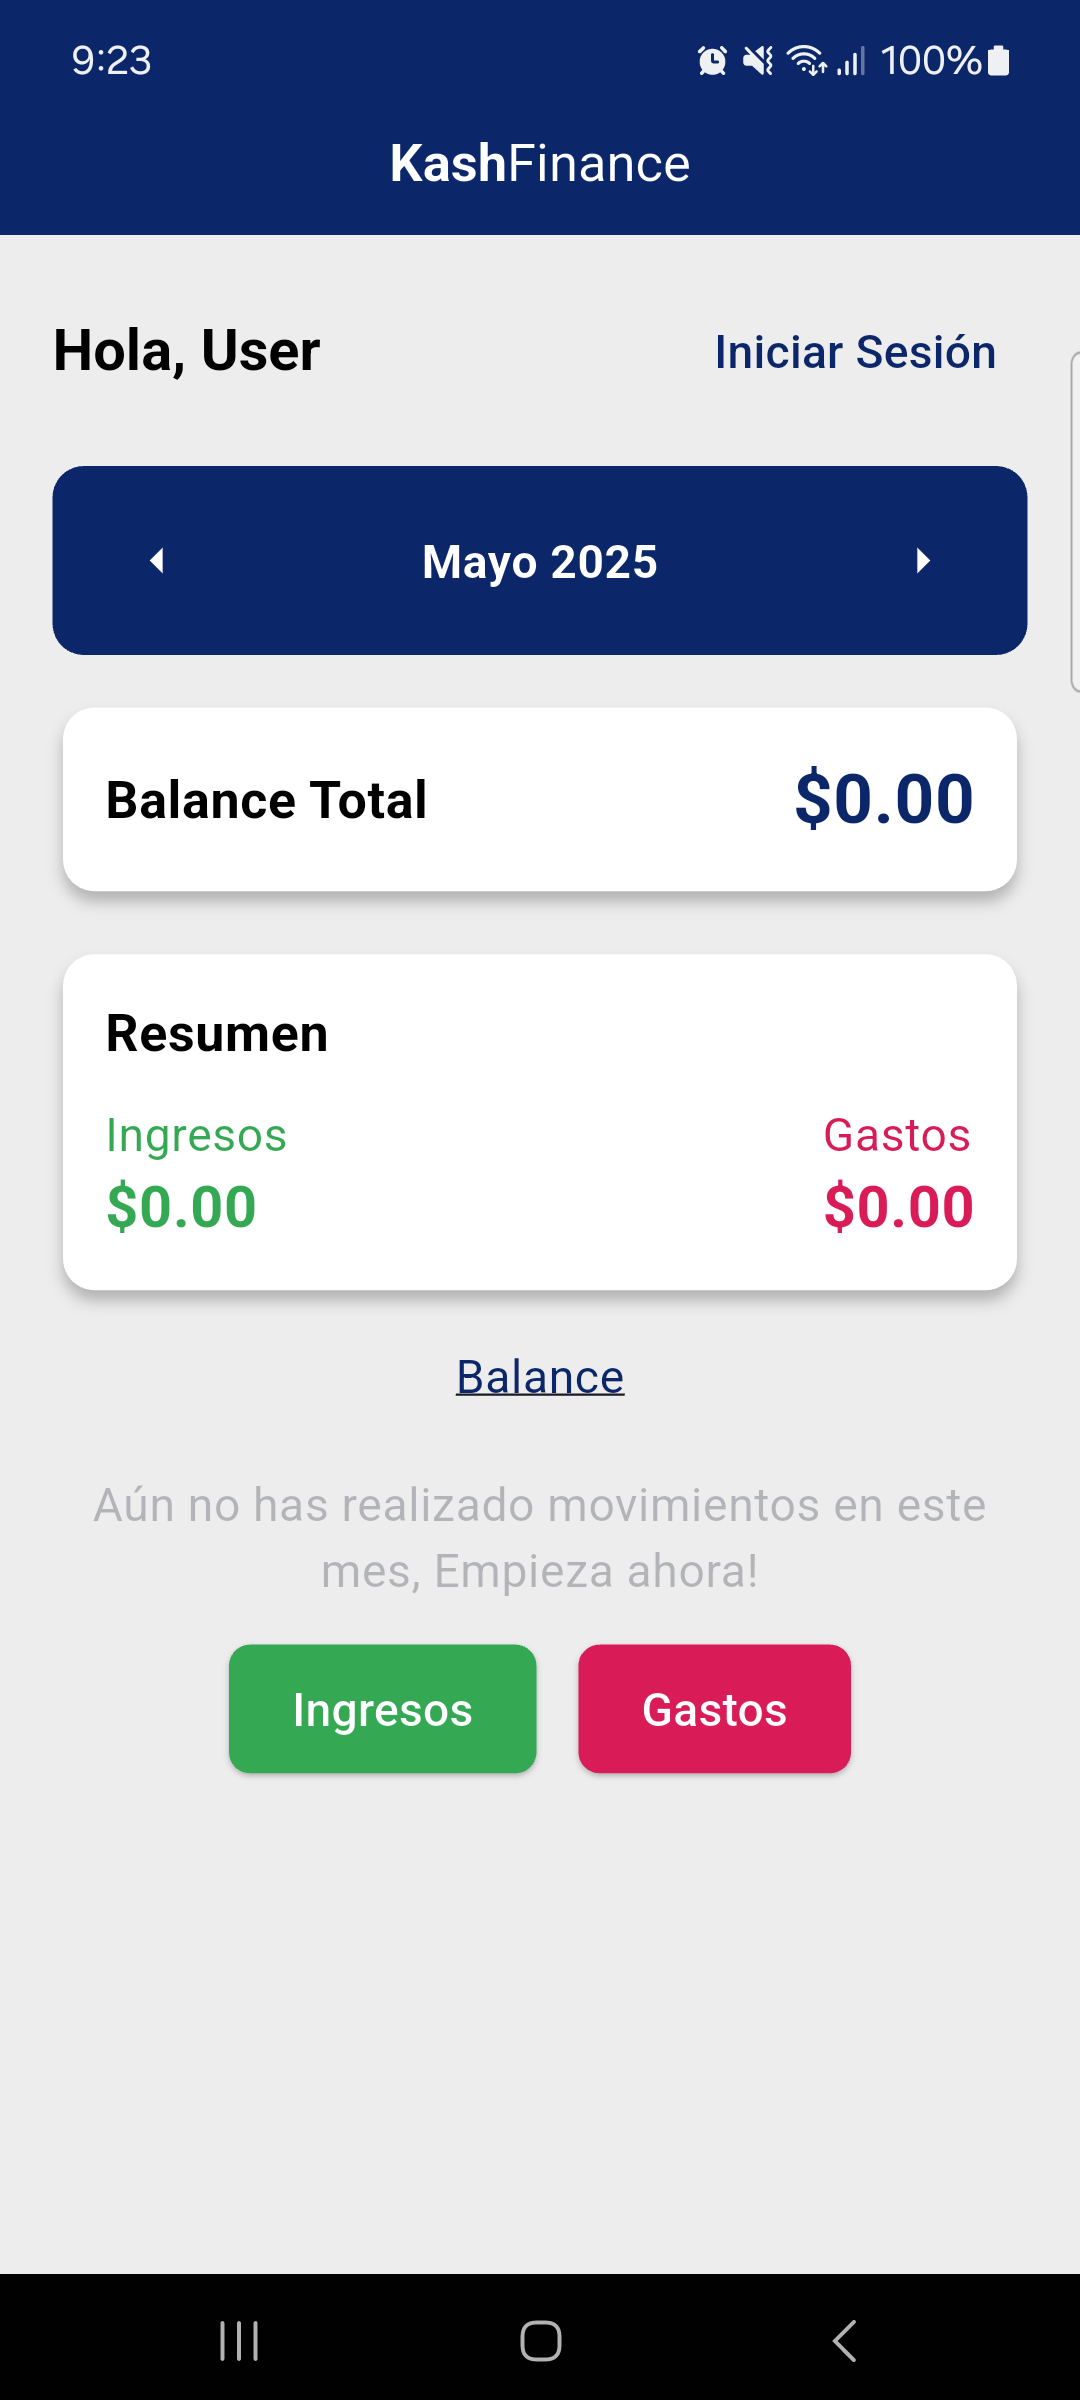 9:23 100%
KashFinance
Hola, User Iniciar Sesión
Mayo 2025
Balance Total $0.00
Resumen
Ingresos Gastos
$0.00 $0.00
Balance
Aún no has realizado movimientos en este
mes, Empieza ahora!
Ingresos Gastos